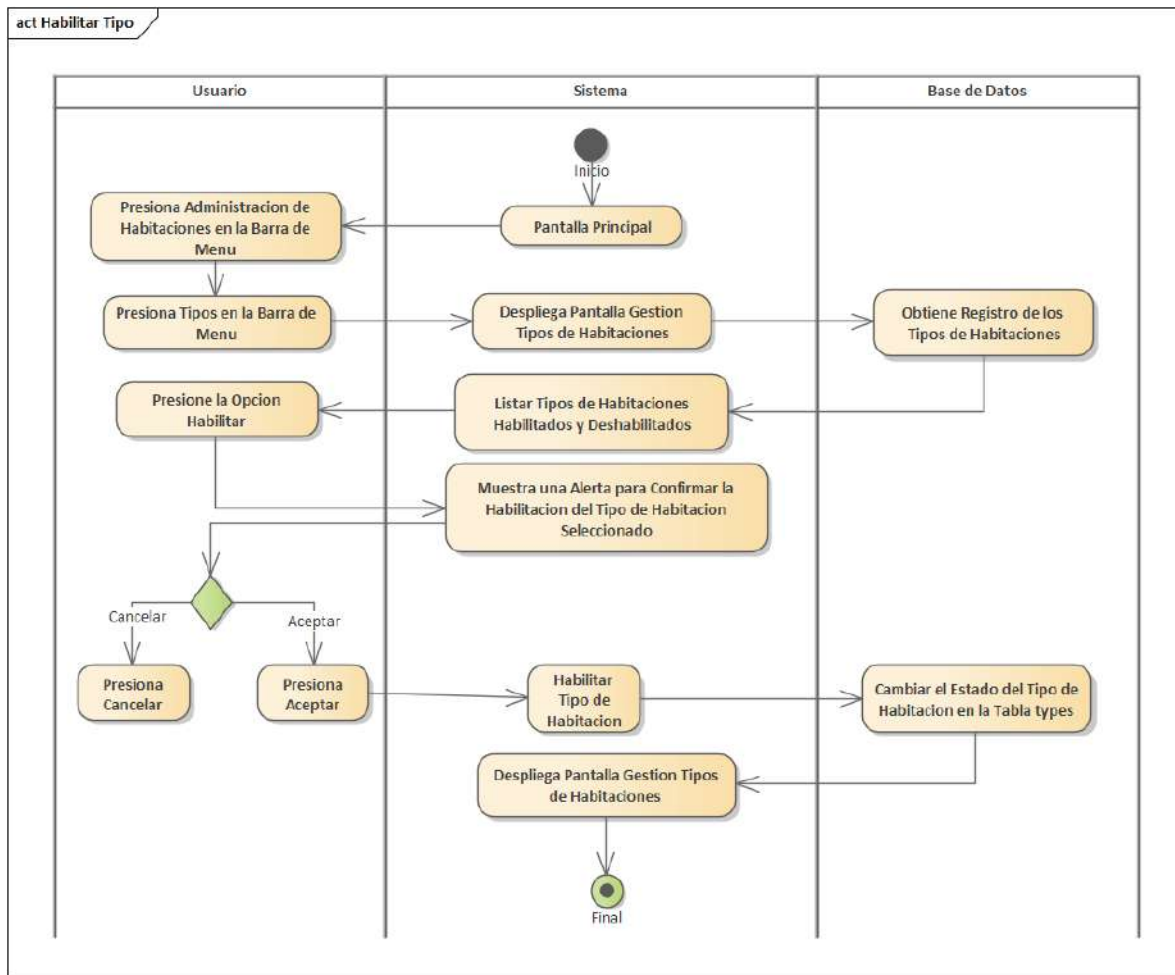 act Habilitar Tipo
Usuario
Sistema
Base de Datos
Inicio
Pantalla Principal
Presiona Administracion de
Habitaciones en la Barra de
Menu
Presiona Tipos en la Barra de
Menu
Despliega Pantalla Gestion
Tipos de Habitaciones
Obtiene Registro de los
Tipos de Habitaciones
Listar Tipos de Habitaciones
Habilitados y Deshabilitados
Presione la Opcion
Habilitar
Muestra una Alerta para Confirmar la
Habilitacion del Tipo de Habitacion
Seleccionado
Cancelar
Aceptar
Presiona
Cancelar
Presiona
Aceptar
Habilitar
Tipo de
Habitacion
Cambiar el Estado del Tipo de
Habitacion en la Tabla types
Despliega Pantalla Gestion Tipos
de Habitaciones
Final